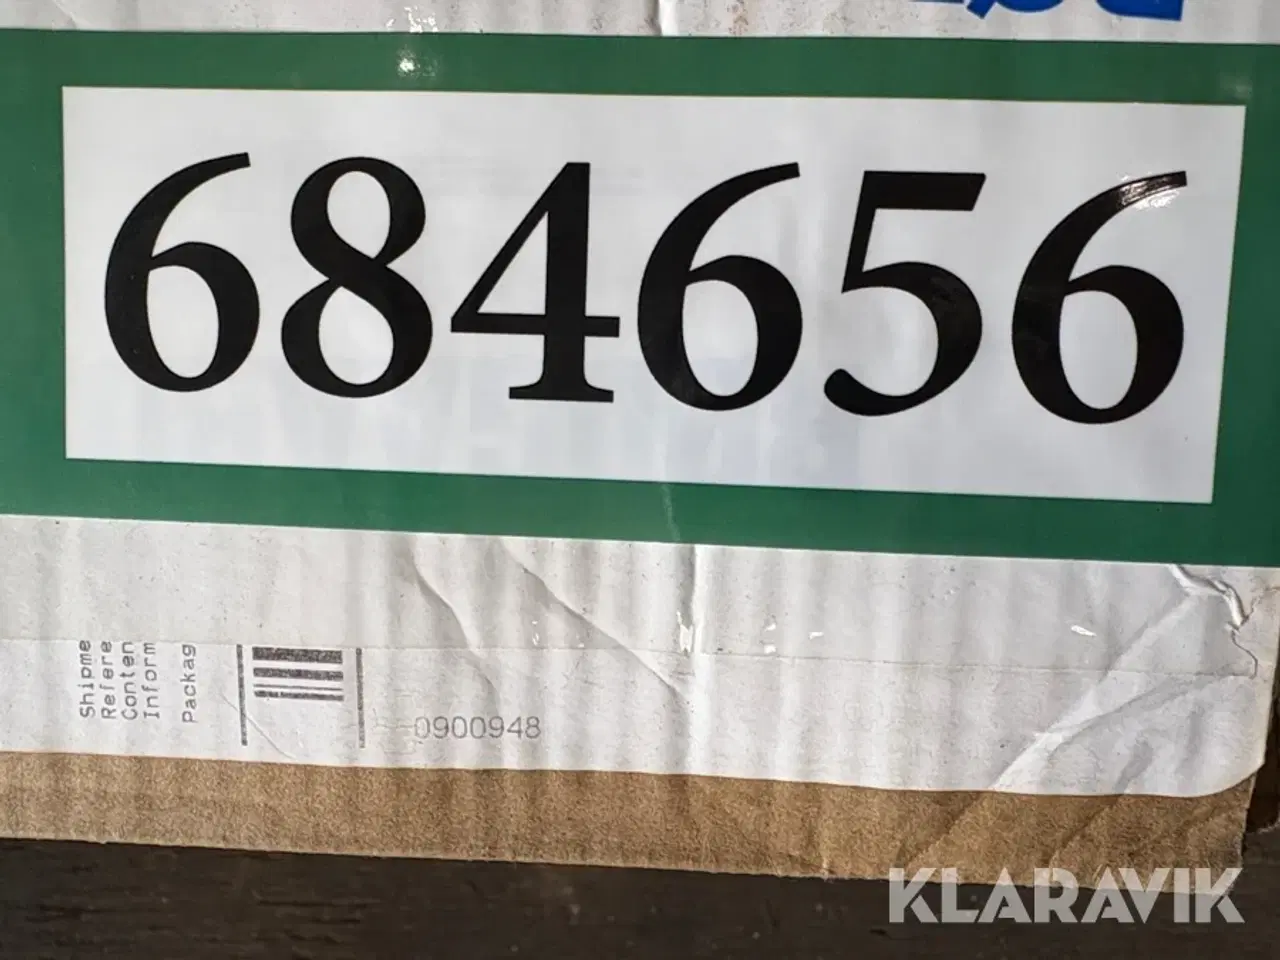 684656
Shipme
Refere
Conten
Inform
Packag
0900948
KLARAVIK